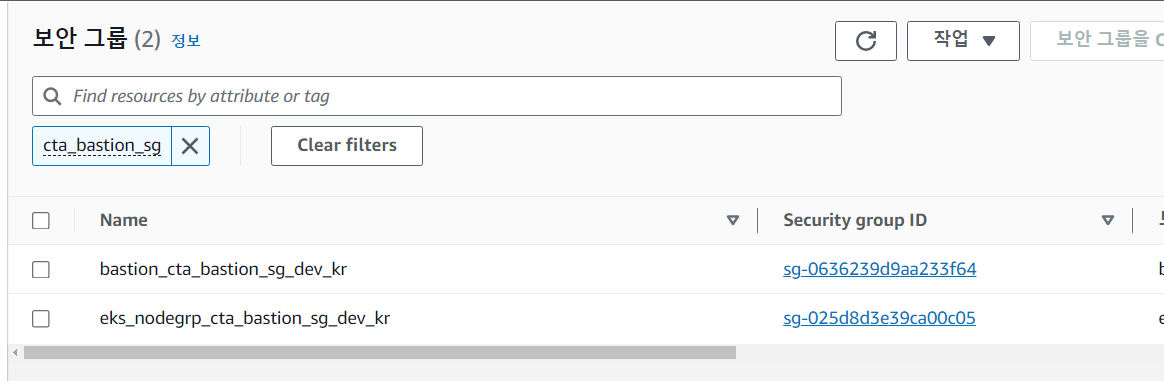 보안 그룹 (2) 정보
작업
보안 그룹을
Find resources by attribute or tag
cta_bastion_sg
Clear filters
Name Security group ID
bastion_cta_bastion_sg_dev_kr sg-0636239d9aa233f64
eks_nodegrp_cta_bastion_sg_dev_kr sg-025d8d3e39ca00c05